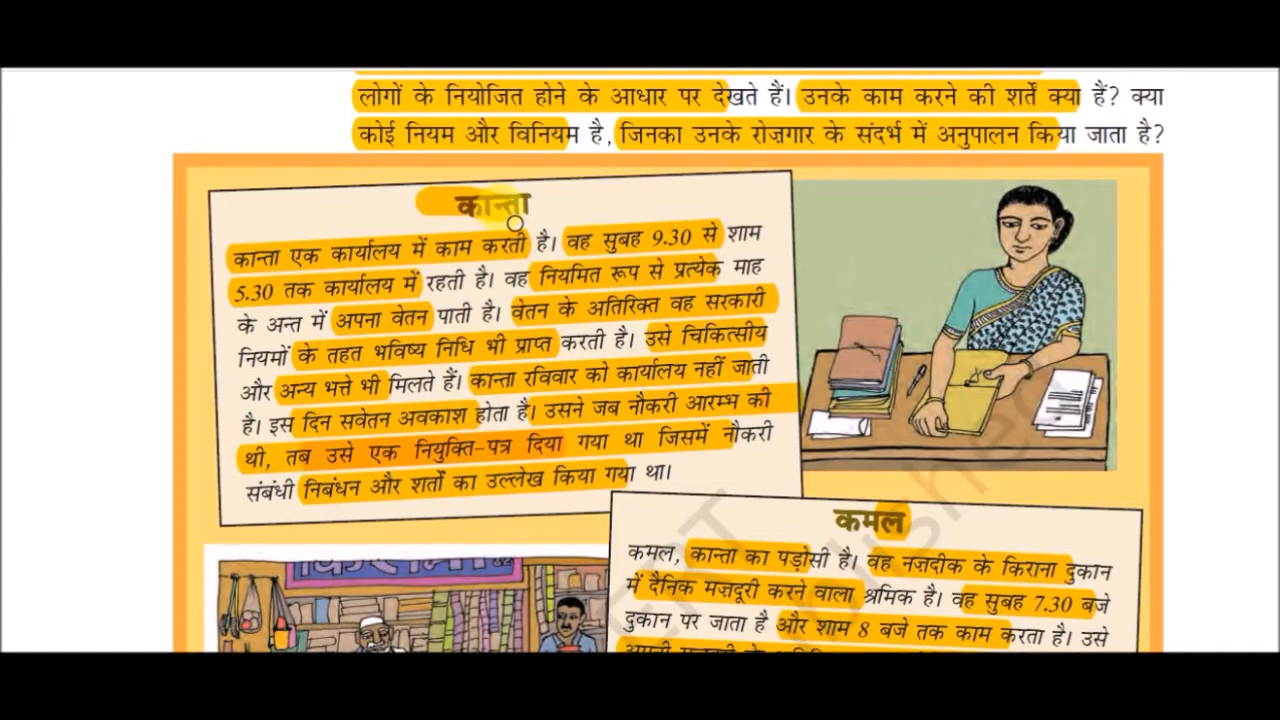 लोगों के नियोजित होने के आधार पर देखते हैं। उनके काम करने की शर्तें क्या हैं? क्या
कोई नियम और विनियम है, जिनका उनके रोज़गार के संदर्भ में अनुपालन किया जाता है?
कान्ता
कान्ता एक कार्यालय में काम करती है। वह सुबह 9.30 से शाम
5.30 तक कार्यालय में रहती है। वह नियमित रूप से प्रत्येक माह
के अन्त में अपना वेतन पाती है। वेतन के अतिरिक्त वह सरकारी
नियमों के तहत भविष्य निधि भी प्राप्त करती है। उसे चिकित्सीय
और अन्य भत्ते भी मिलते हैं। कान्ता रविवार को कार्यालय नहीं जाती
है। इस दिन सवेतन अवकाश होता है। उसने जब नौकरी आरम्भ की
थी, तब उसे एक नियुक्ति-पत्र दिया गया था जिसमें नौकरी
संबंधी निबंधन और शर्तों का उल्लेख किया गया था।
कमल
कमल, कान्ता का पड़ोसी है। वह नज़दीक के किराना दुकान
में दैनिक मज़दूरी करने वाला श्रमिक है। वह सुबह 7.30 बजे
दुकान पर जाता है और शाम 8 बजे तक काम करता है। उसे